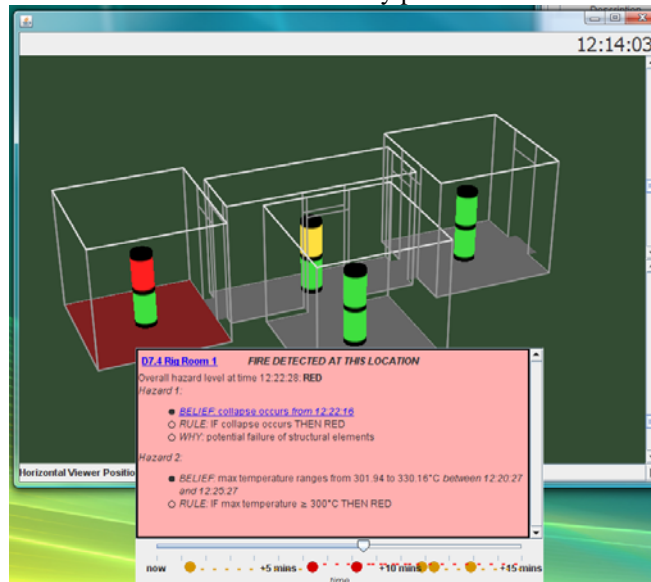 12:14:03
D7.4 Rig Room 1 FIRE DETECTED AT THIS LOCATION
Overall hazard level at time 12:22:28: RED
Hazard 1:
BELIEF: collapse occurs from 12:22:16
RULE: IF collapse occurs THEN RED
WHY: potential failure of structural elements
Hazard 2:
BELIEF: max temperature ranges from 301.94 to 330.16°C between 12:20:27
and 12:25:27
RULE: IF max temperature ≥ 300°C THEN RED
Horizontal Viewer Position
now +5 mins +10 mins +15 mins
time